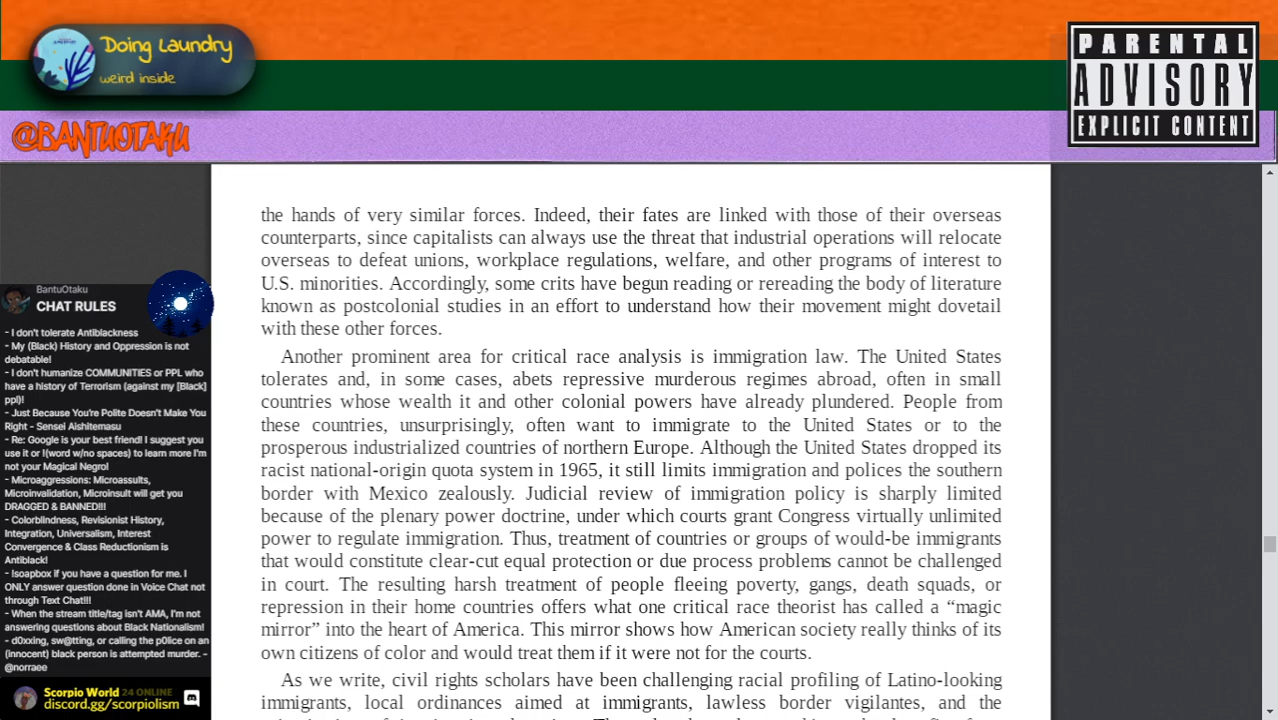 Doing Laundry
weird inside
PARENTAL
ADVISORY
EXPLICIT CONTENT
@BANTUOTAKU
BantuOtaku
CHAT RULES
- I don't tolerate Antiblackness
- My (Black) History and Oppression is not
debatable!
- I don't humanize COMMUNITIES or PPL who
have a history of Terrorism (against my [Black]
ppl)!
- Just Because You're Polite Doesn't Make You
Right - Sensei Aishitemasu
- Re: Google is your best friend! I suggest you
use it or !(word w/no spaces) to learn more I'm
not your Magical Negro!
- Microaggressions: Microassults,
Microinvalidation, Microinsult will get you
DRAGGED & BANNED!!!
- Colorblindness, Revisionist History,
Integration, Universalism, Interest
Convergence & Class Reductionism is
Antiblack!
- !soapbox if you have a question for me. I
ONLY answer question done in Voice Chat not
through Text Chat!!!
- When the stream title/tag isn't AMA, I'm not
answering questions about Black Nationalism!
- d0xxing, sw@tting, or calling the p0lice on an
(innocent) black person is attempted murder. -
@norraee
Scorpio World 24 ONLINE
discord.gg/scorpiolism
the hands of very similar forces. Indeed, their fates are linked with those of their overseas
counterparts, since capitalists can always use the threat that industrial operations will relocate
overseas to defeat unions, workplace regulations, welfare, and other programs of interest to
U.S. minorities. Accordingly, some crits have begun reading or rereading the body of literature
known as postcolonial studies in an effort to understand how their movement might dovetail
with these other forces.
Another prominent area for critical race analysis is immigration law. The United States
tolerates and, in some cases, abets repressive murderous regimes abroad, often in small
countries whose wealth it and other colonial powers have already plundered. People from
these countries, unsurprisingly, often want to immigrate to the United States or to the
prosperous industrialized countries of northern Europe. Although the United States dropped its
racist national-origin quota system in 1965, it still limits immigration and polices the southern
border with Mexico zealously. Judicial review of immigration policy is sharply limited
because of the plenary power doctrine, under which courts grant Congress virtually unlimited
power to regulate immigration. Thus, treatment of countries or groups of would-be immigrants
that would constitute clear-cut equal protection or due process problems cannot be challenged
in court. The resulting harsh treatment of people fleeing poverty, gangs, death squads, or
repression in their home countries offers what one critical race theorist has called a “magic
mirror” into the heart of America. This mirror shows how American society really thinks of its
own citizens of color and would treat them if it were not for the courts.
As we write, civil rights scholars have been challenging racial profiling of Latino-looking
immigrants, local ordinances aimed at immigrants, lawless border vigilantes, and the